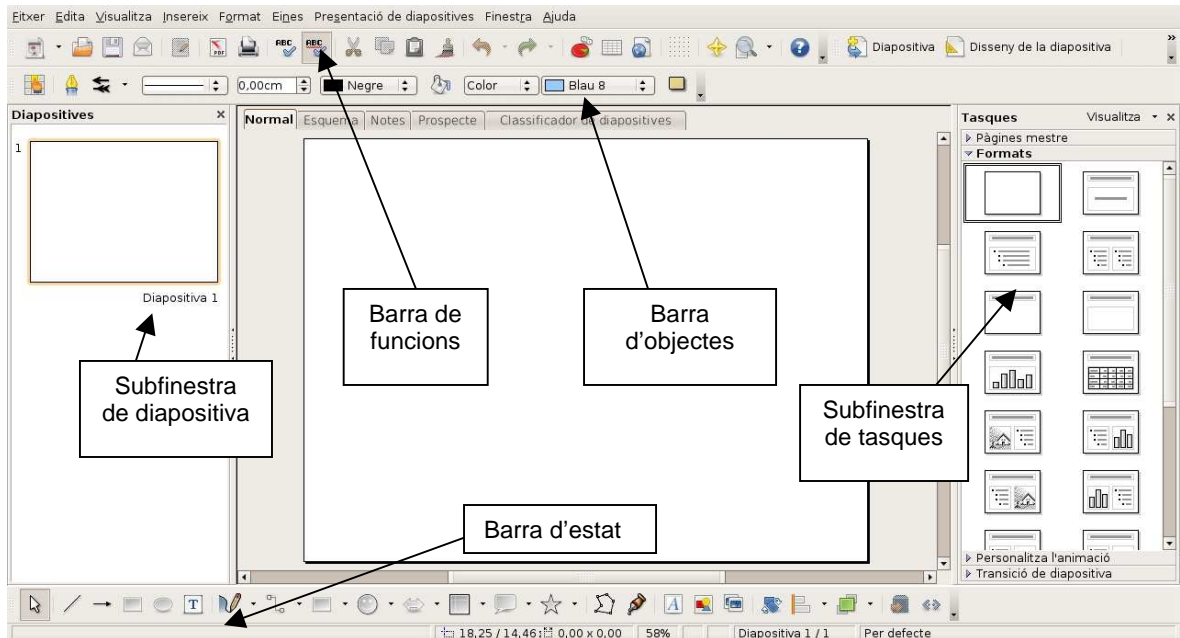 Fitxer Edita Visualitza Insereix Format Eines Presentació de diapositives Finestra Ajuda
Diapositiva Disseny de la diapositiva »
0,00cm Negre Color Blau 8
Diapositives ×
1
Diapositiva 1
Normal Esquema Notes Prospecte Classificador de diapositives
Tasques Visualitza ×
Pàgines mestre
Formats
Barra de
funcions
Barra
d'objectes
Subfinestra
de diapositiva
Subfinestra
de tasques
Barra d'estat
Personalitza l'animació
Transició de diapositiva
18,25 / 14,46 0,00 x 0,00 58% Diapositiva 1 / 1 Per defecte